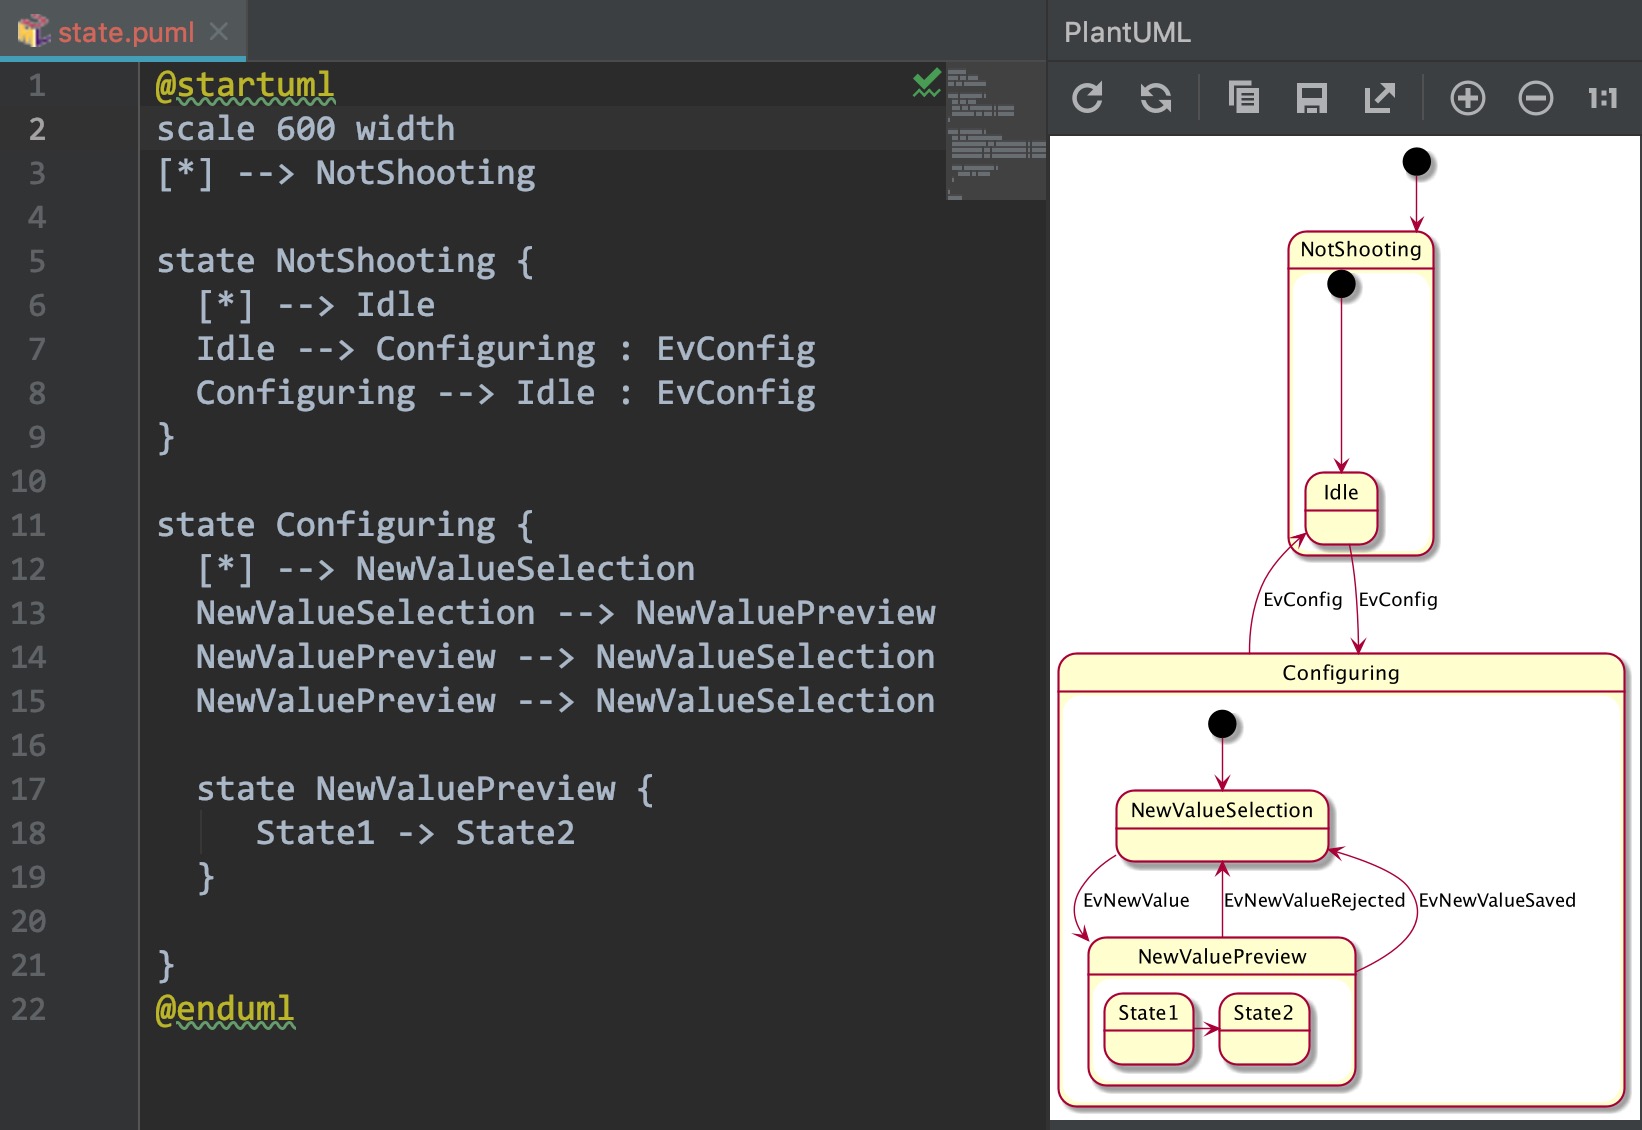 state.puml
1 @startuml
2 scale 600 width
3 [*] --> NotShooting
4
5 state NotShooting {
6 [*] --> Idle
7 Idle --> Configuring : EvConfig
8 Configuring --> Idle : EvConfig
9 }
10
11 state Configuring {
12 [*] --> NewValueSelection
13 NewValueSelection --> NewValuePreview
14 NewValuePreview --> NewValueSelection
15 NewValuePreview --> NewValueSelection
16
17 state NewValuePreview {
18 State1 -> State2
19 }
20
21 }
22 @enduml
PlantUML
1:1
NotShooting
Idle
EvConfig EvConfig
Configuring
NewValueSelection
EvNewValue EvNewValueRejected EvNewValueSaved
NewValuePreview
State1 State2